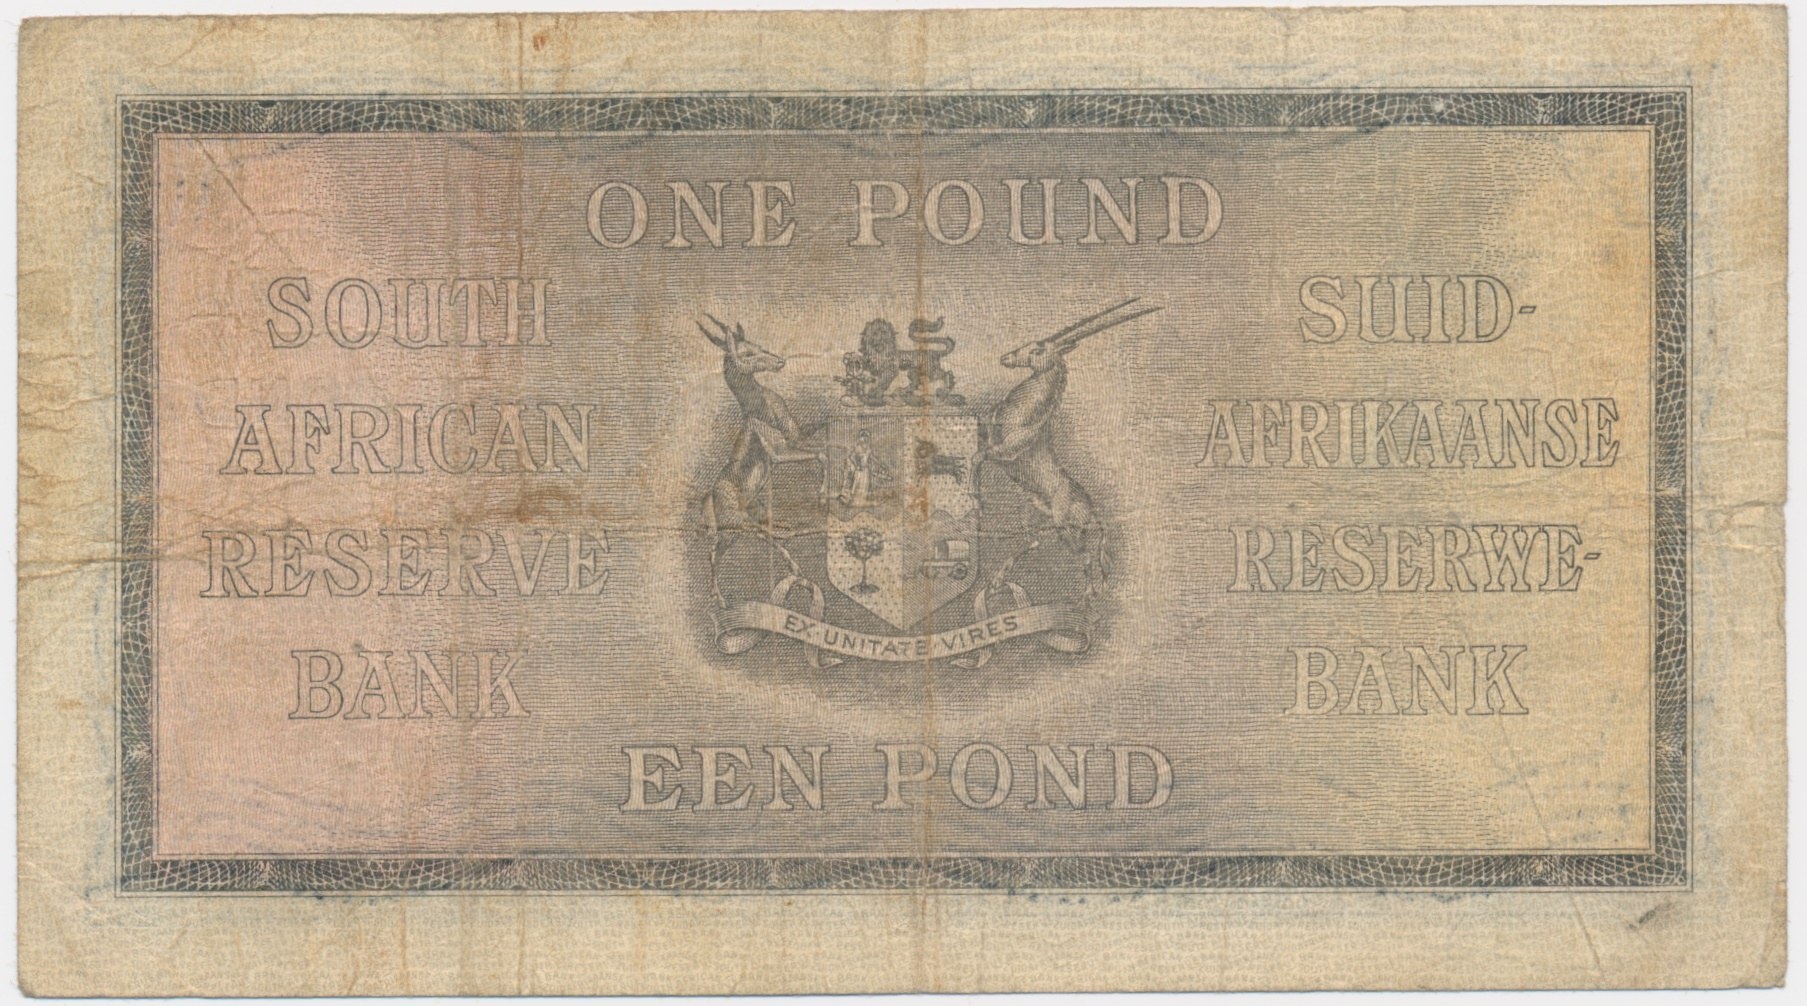 ONE POUND
SOUTH
AFRICAN
RESERVE
BANK
SUID-
AFRIKAANSE
RESERWE-
BANK
EX UNITATE VIRES
EEN POND